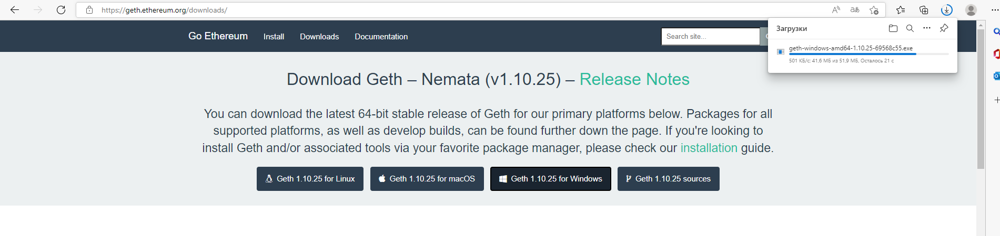 https://geth.ethereum.org/downloads/
Go Ethereum
Install
Downloads
Documentation
Search site...
Загрузки
geth-windows-amd64-1.10.25-69568c55.exe
501 КБ/с: 41,6 МБ из 51,9 МБ, Осталось 21 с
Download Geth – Nemata (v1.10.25) – Release Notes
You can download the latest 64-bit stable release of Geth for our primary platforms below. Packages for all
supported platforms, as well as develop builds, can be found further down the page. If you're looking to
install Geth and/or associated tools via your favorite package manager, please check our installation guide.
Geth 1.10.25 for Linux
Geth 1.10.25 for macOS
Geth 1.10.25 for Windows
Geth 1.10.25 sources